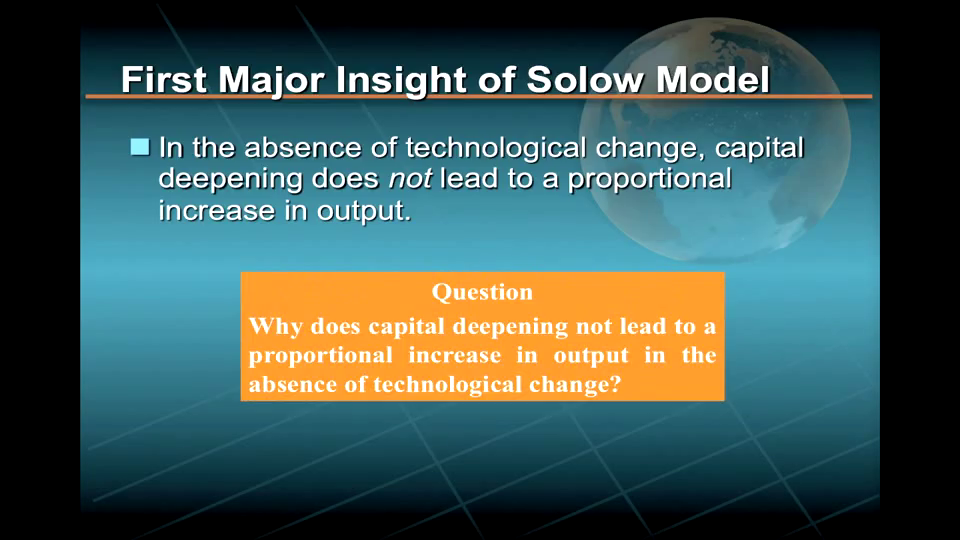 First Major Insight of Solow Model
In the absence of technological change, capital
deepening does not lead to a proportional
increase in output.
Question
Why does capital deepening not lead to a
proportional increase in output in the
absence of technological change?